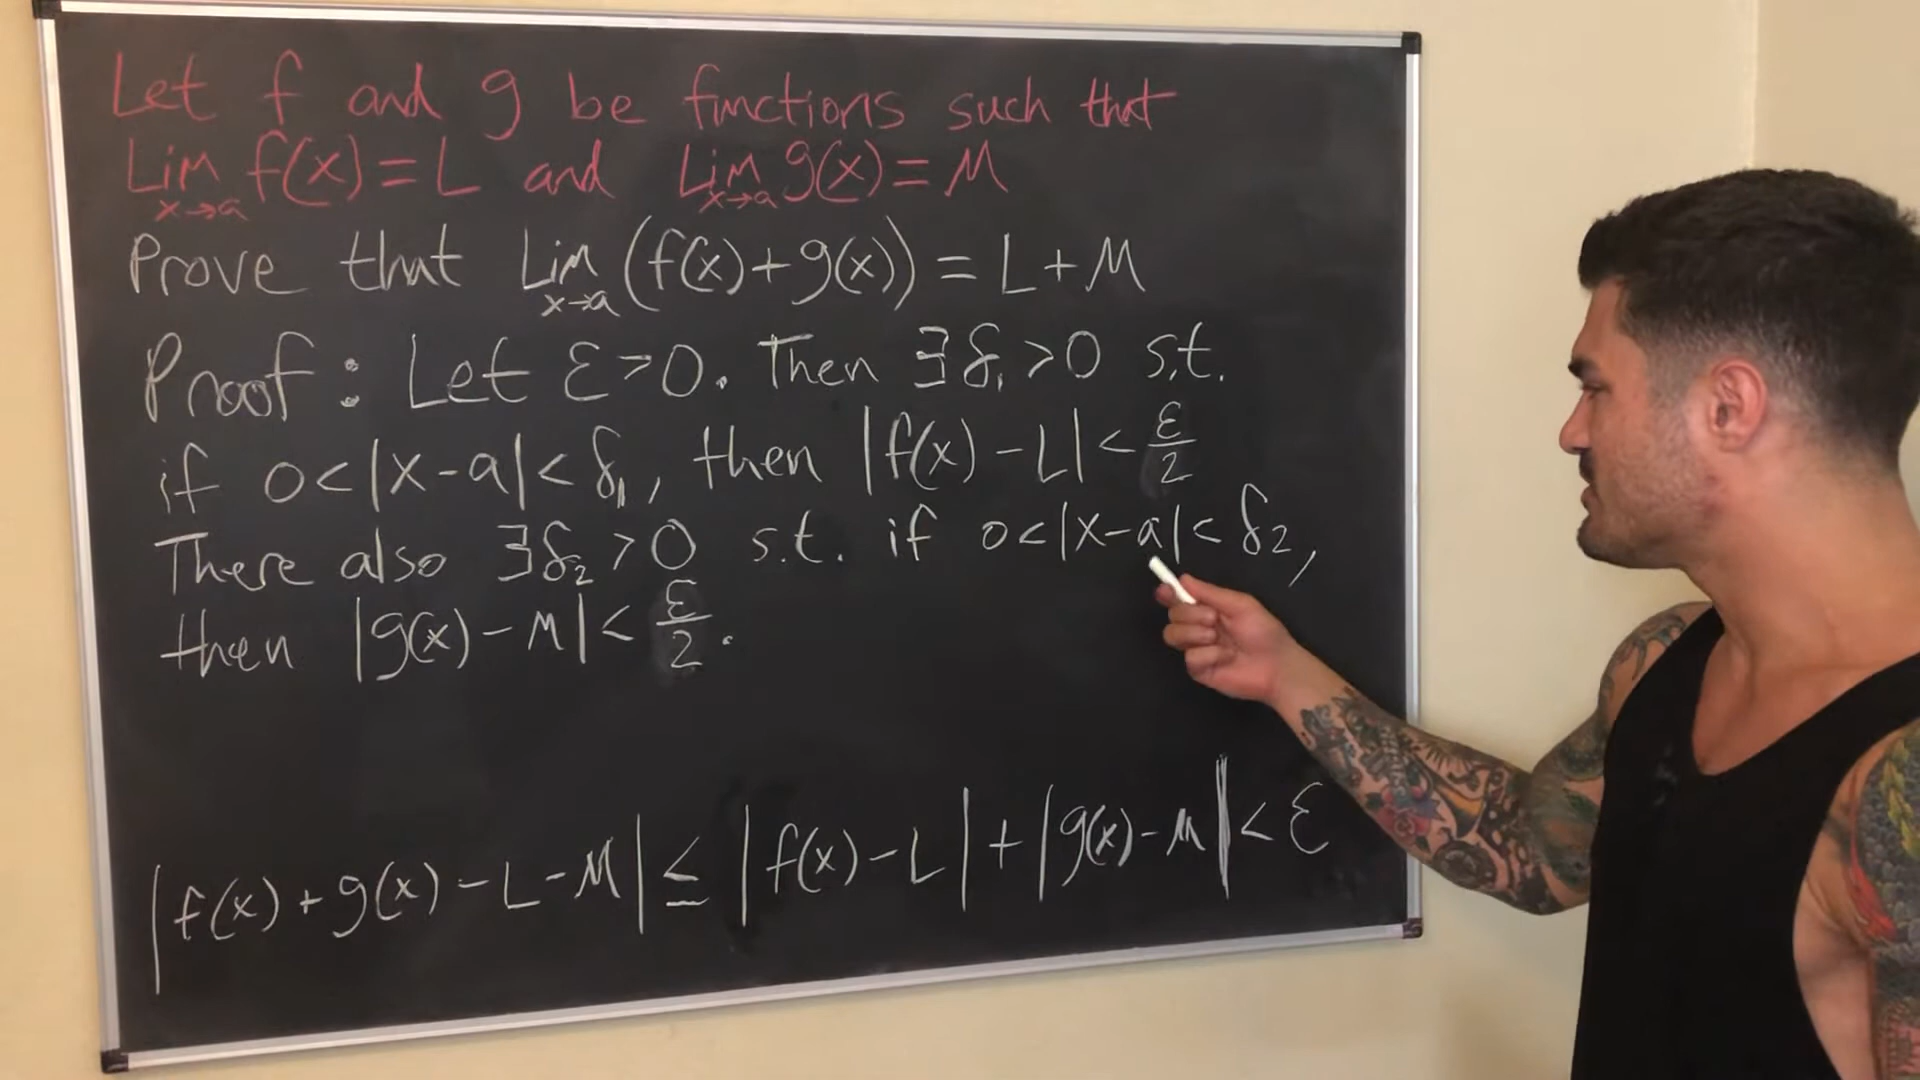 Let f and g be functions such that
Lim x→a f(x) = L and Lim x→a g(x) = M
Prove that Lim x→a (f(x)+g(x)) = L+M
Proof: Let ε>0. Then ∃δ₁>0 s.t.
if 0<|x-a|<δ₁, then |f(x)-L|<ε/2
There also ∃δ₂>0 s.t. if 0<|x-a|<δ₂,
then |g(x)-M|<ε/2.
|f(x)+g(x)-L-M| ≤ |f(x)-L|+|g(x)-M|<ε